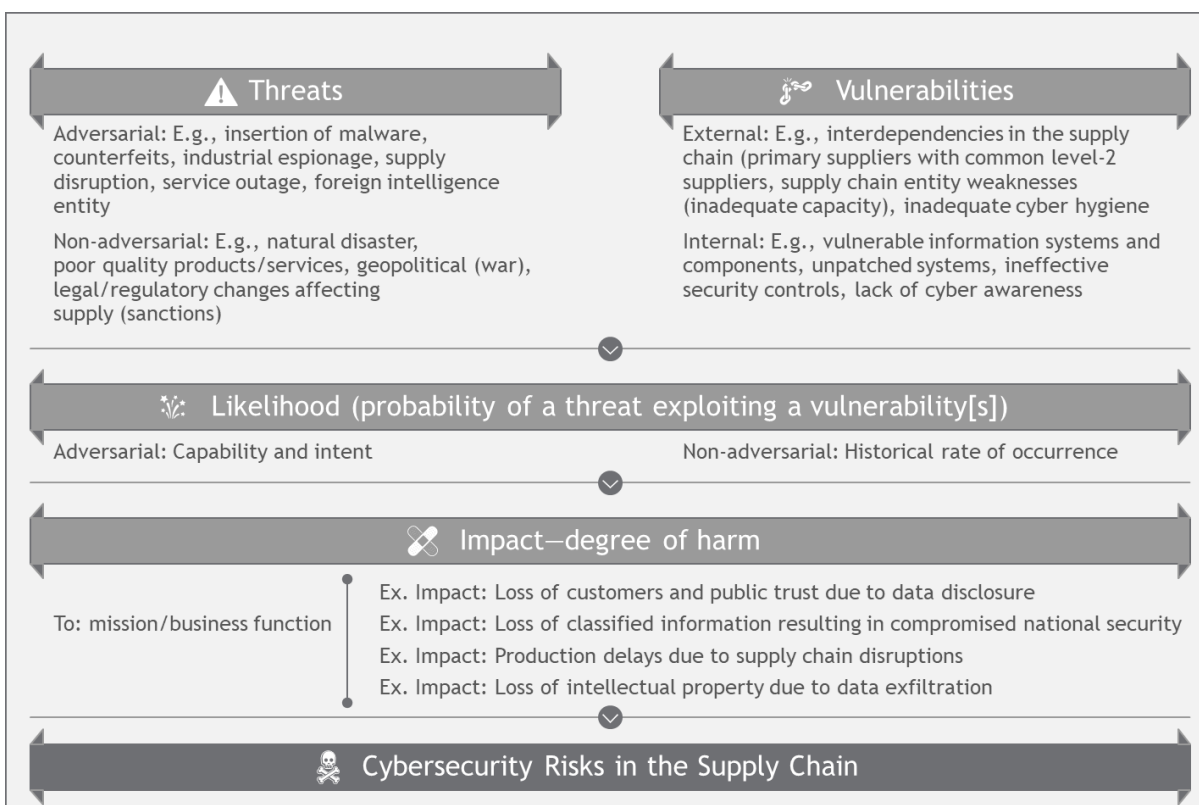 Threats
Adversarial: E.g., insertion of malware,
counterfeits, industrial espionage, supply
disruption, service outage, foreign intelligence
entity
Non-adversarial: E.g., natural disaster,
poor quality products/services, geopolitical (war),
legal/regulatory changes affecting
supply (sanctions)
Vulnerabilities
External: E.g., interdependencies in the supply
chain (primary suppliers with common level-2
suppliers, supply chain entity weaknesses
(inadequate capacity), inadequate cyber hygiene
Internal: E.g., vulnerable information systems and
components, unpatched systems, ineffective
security controls, lack of cyber awareness
Likelihood (probability of a threat exploiting a vulnerability[s])
Adversarial: Capability and intent
Non-adversarial: Historical rate of occurrence
Impact—degree of harm
To: mission/business function
Ex. Impact: Loss of customers and public trust due to data disclosure
Ex. Impact: Loss of classified information resulting in compromised national security
Ex. Impact: Production delays due to supply chain disruptions
Ex. Impact: Loss of intellectual property due to data exfiltration
Cybersecurity Risks in the Supply Chain